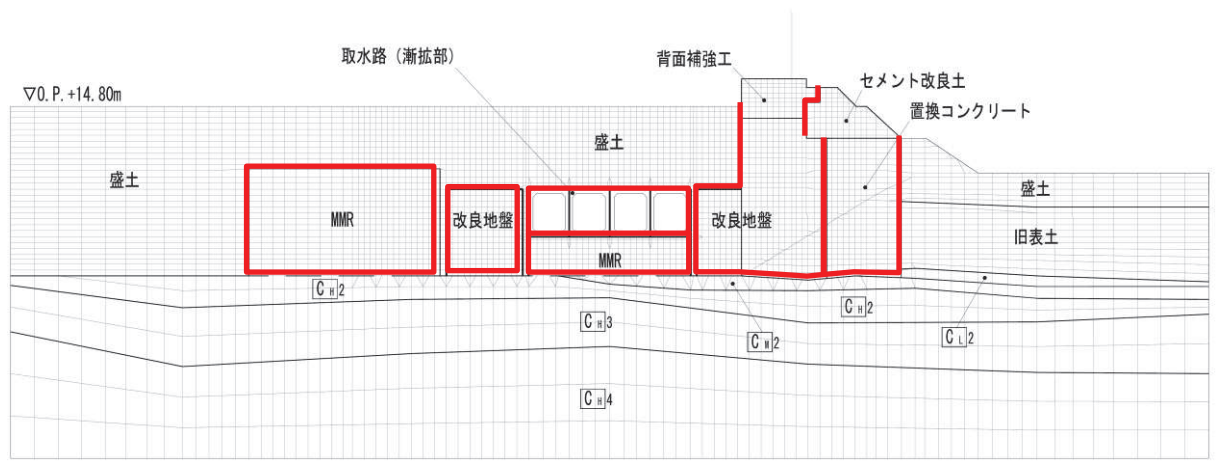 取水路（漸拡部）
背面補強工
セメント改良土
置換コンクリート
▽O.P.+14.80m
盛土
盛土
盛土
MMR
改良地盤
改良地盤
旧表土
MMR
CH2
CH2
CH3
CM2
CL2
CH4